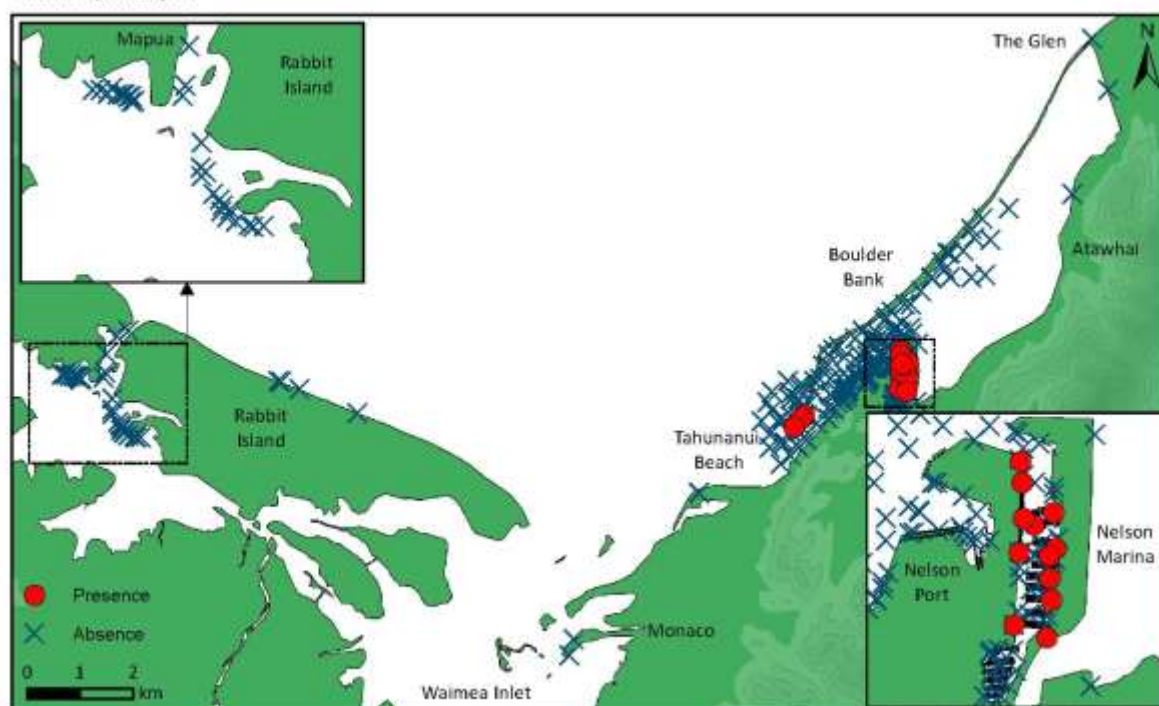 Mapua
Rabbit
Island
The Glen
N
Boulder
Bank
Atawhai
Rabbit
Island
Tahunanui
Beach
Nelson
Marina
Nelson
Port
Presence
Absence
Monaco
0 1 2
km
Waimea Inlet